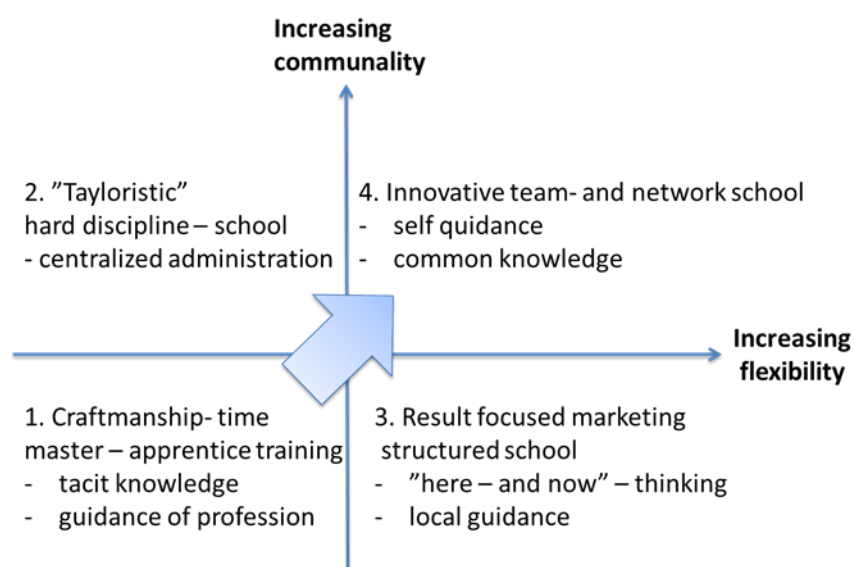 Increasing
communality
2. ”Tayloristic”
hard discipline – school
- centralized administration
4. Innovative team- and network school
- self quidance
- common knowledge
Increasing
flexibility
1. Craftmanship- time
master – apprentice training
- tacit knowledge
- guidance of profession
3. Result focused marketing
structured school
- ”here – and now” – thinking
- local guidance